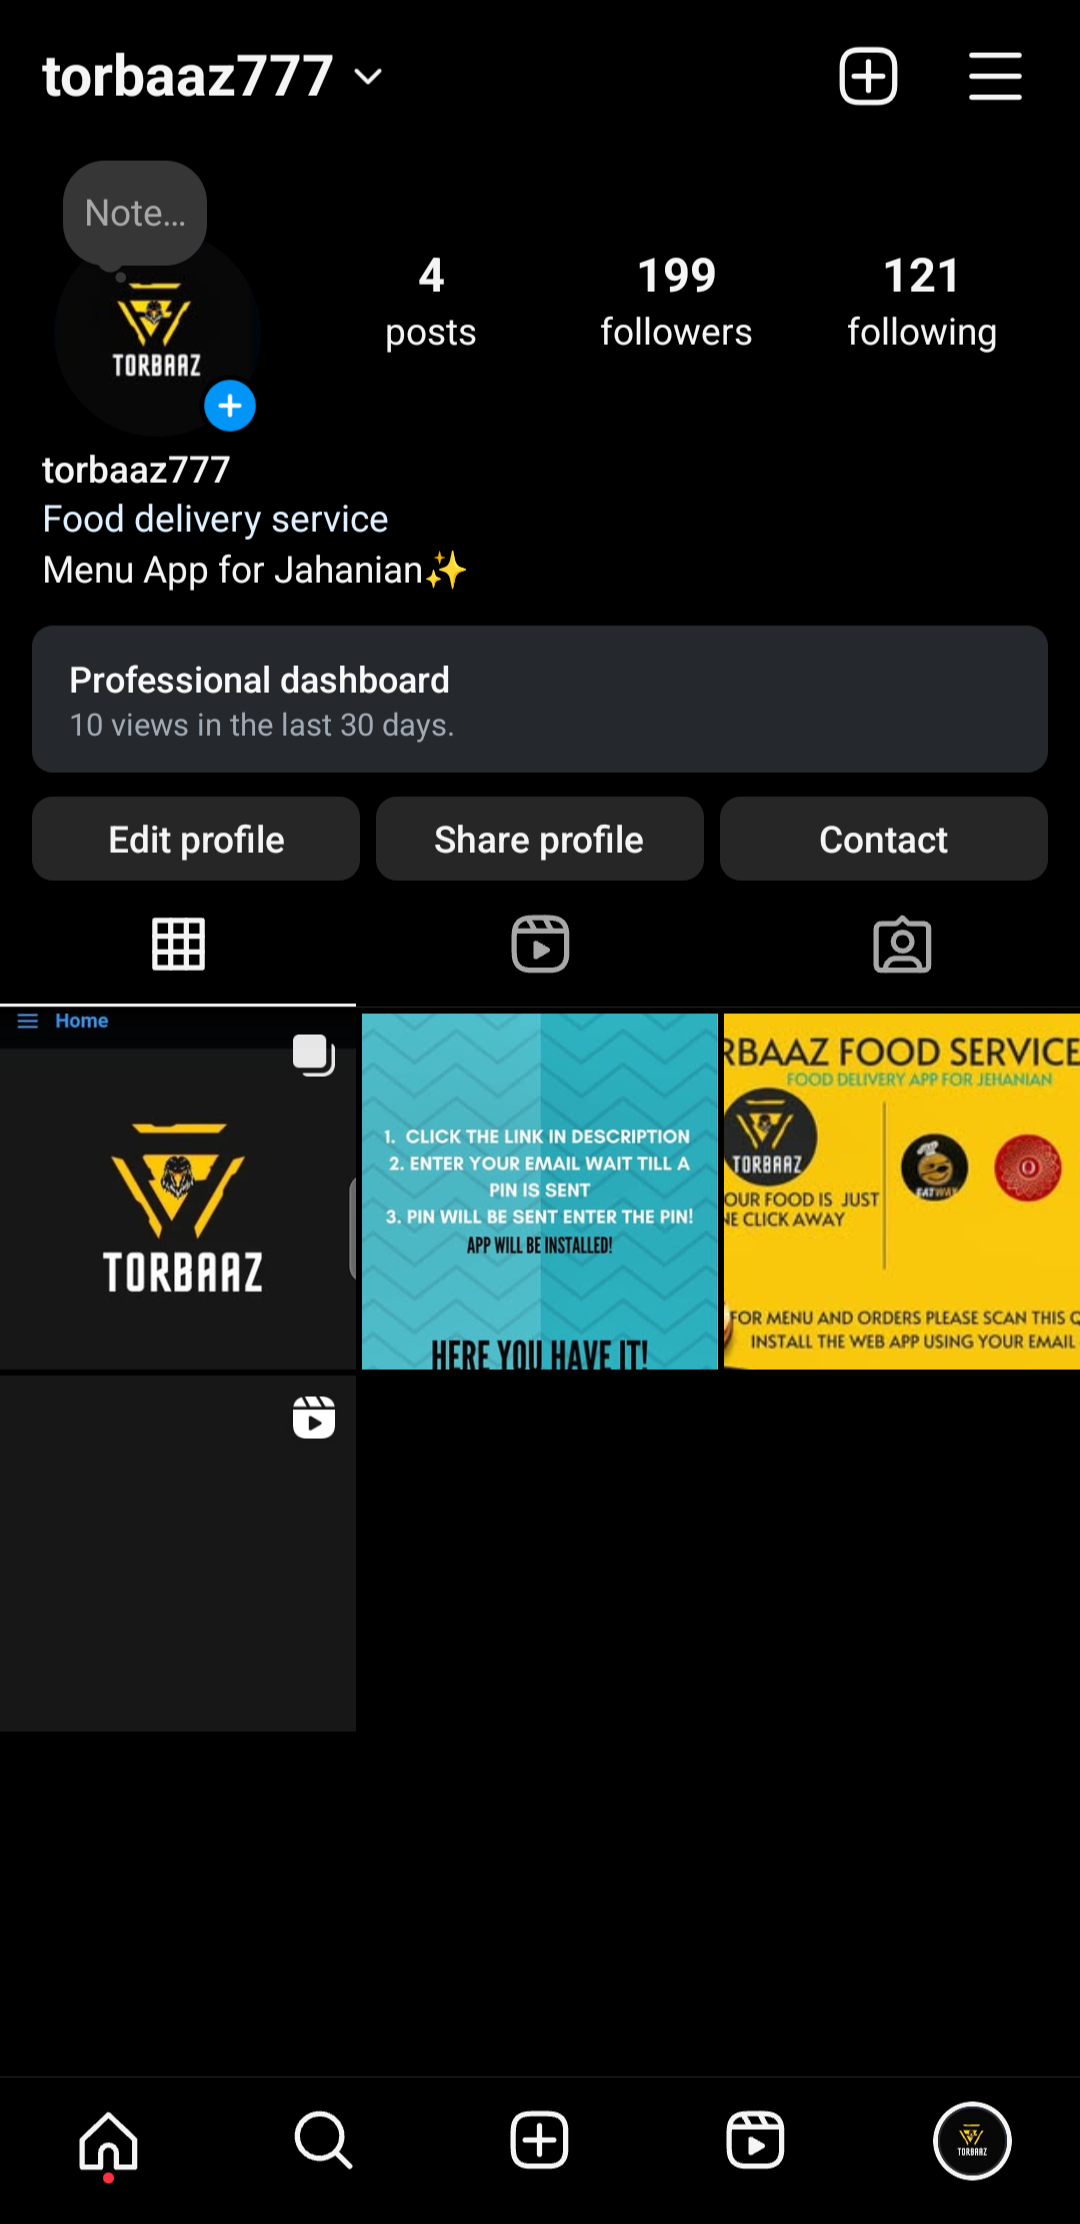 torbaaz777
Note...
TORBAAZ
4
posts
199
followers
121
following
torbaaz777
Food delivery service
Menu App for Jahanian✨
Professional dashboard
10 views in the last 30 days.
Edit profile
Share profile
Contact
Home
TORBAAZ
1. CLICK THE LINK IN DESCRIPTION
2. ENTER YOUR EMAIL WAIT TILL A
PIN IS SENT
3. PIN WILL BE SENT ENTER THE PIN!
APP WILL BE INSTALLED!
HERE YOU HAVE IT!
RBAAZ FOOD SERVICE
FOOD DELIVERY APP FOR JEHANIAN
TORBAAZ
EATWAY
OUR FOOD IS JUST
NE CLICK AWAY
FOR MENU AND ORDERS PLEASE SCAN THIS Q
INSTALL THE WEB APP USING YOUR EMAIL
TORBAAZ